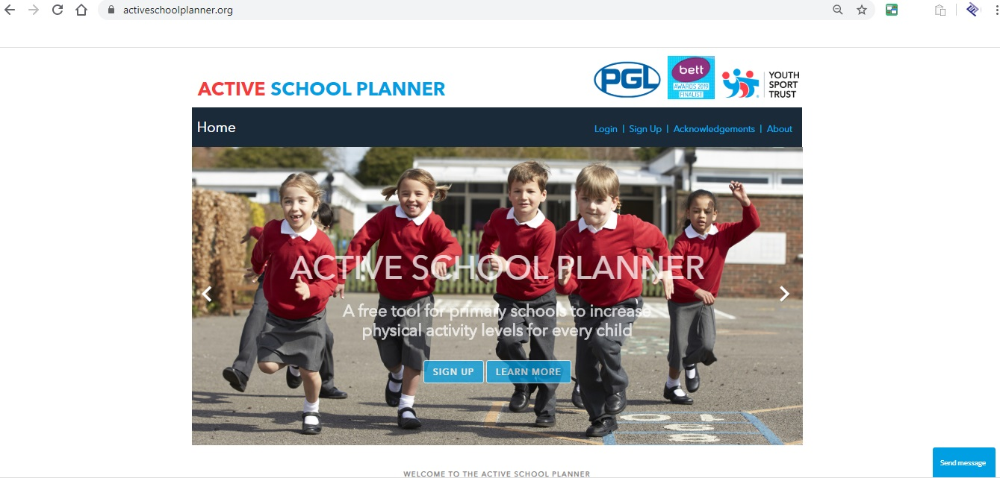 activeschoolplanner.org
ACTIVE SCHOOL PLANNER
PGL
bett
AWARDS 2019
FINALIST
YOUTH
SPORT
TRUST
Home
Login | Sign Up | Acknowledgements | About
ACTIVE SCHOOL PLANNER
A free tool for primary schools to increase
physical activity levels for every child
SIGN UP
LEARN MORE
WELCOME TO THE ACTIVE SCHOOL PLANNER
Send message